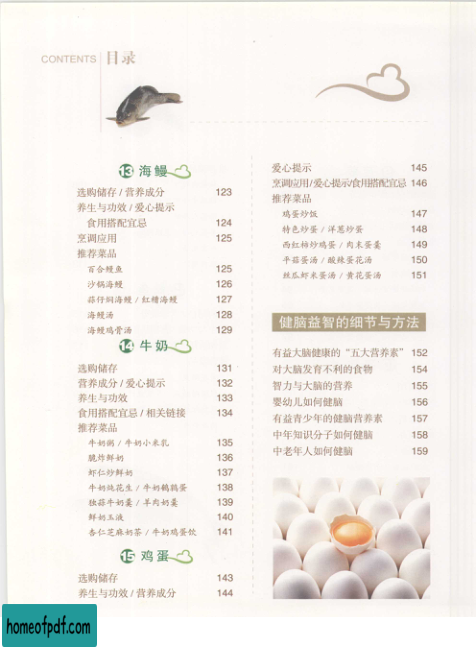 CONTENTS 目录
13 海鳗
选购储存 / 营养成分 123
养生与功效 / 爱心提示
食用搭配宜忌 124
烹调应用 125
推荐菜品
百合鳗鱼 125
沙锅海鳗 126
蒜仔焖海鳗 / 红糟海鳗 127
海鳗汤 128
海鳗鸡骨汤 129
14 牛奶
选购储存 131
营养成分 / 爱心提示 132
养生与功效 133
食用搭配宜忌 / 相关链接 134
推荐菜品
牛奶粥 / 牛奶小米乳 135
脆炸鲜奶 136
虾仁炒鲜奶 137
牛奶炖花生 / 牛奶鹌鹑蛋 138
独蒜牛奶羹 / 羊肉奶羹 139
鲜奶玉液 140
杏仁芝麻奶茶 / 牛奶鸡蛋饮 141
15 鸡蛋
选购储存 143
养生与功效 / 营养成分 144
爱心提示 145
烹调应用/爱心提示/食用搭配宜忌 146
推荐菜品
鸡蛋炒饭 147
特色炒蛋 / 洋葱炒蛋 148
西红柿炒鸡蛋 / 肉末蛋羹 149
平菇蛋汤 / 酸辣蛋花汤 150
丝瓜虾米蛋汤 / 黄花蛋汤 151
健脑益智的细节与方法
有益大脑健康的“五大营养素” 152
对大脑发育不利的食物 154
智力与大脑的营养 155
婴幼儿如何健脑 156
有益青少年的健脑营养素 157
中年知识分子如何健脑 158
中老年人如何健脑 159
homeofpdf.com